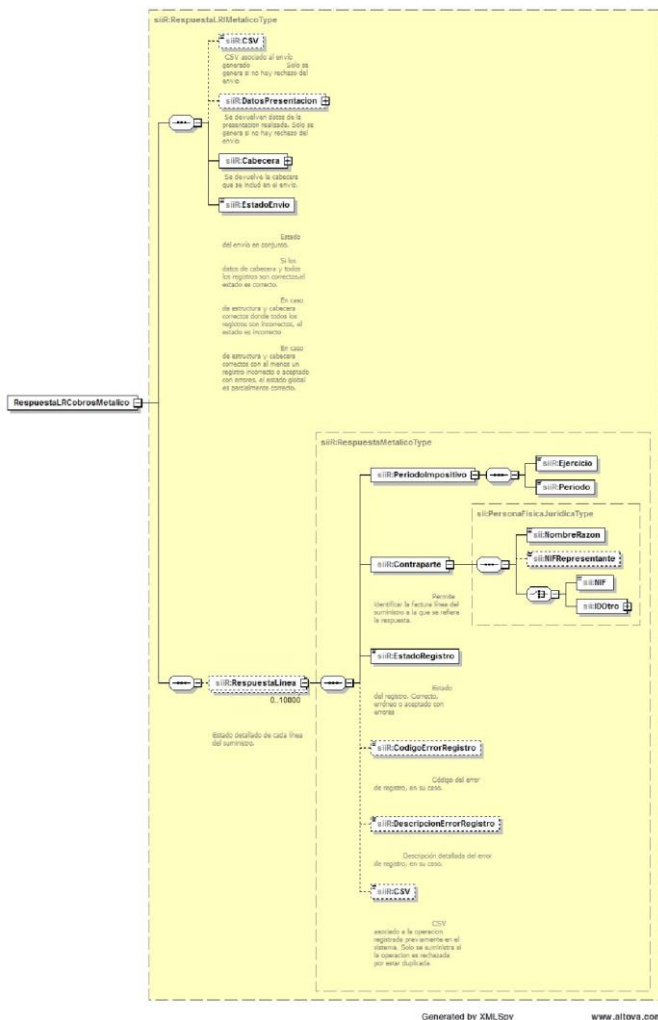 siiR:RespuestaLRIMetalicoType
siiR:CSV
CSV asociado al envío
generado Solo se
genera si no hay rechazo del
envío
siiR:DatosPresentacion
Se devuelven datos de la
presentacion realizada. Solo se
genera si no hay rechazo del
envío.
siiR:Cabecera
Se devuelve la cabecera
que se incluó en el envío.
siiR:EstadoEnvio
Estado
del envío en conjunto.
Si los
datos de cabecera y todos
los registros son correctos,el
estado es correcto.
En caso
de estructura y cabecera
correctos donde todos los
registros son incorrectos, el
estado es incorrecto
En caso
de estructura y cabecera
correctos con al menos un
registro incorrecto o aceptado
con errores, el estado global
es parcialmente correcto.
RespuestaLRCobrosMetalico
siiR:RespuestaMetalicoType
siiR:PeriodoImpositivo
siiR:Ejercicio
siiR:Periodo
sii:PersonaFisicaJuridicaType
siiR:Contraparte
sii:NombreRazon
sii:NIFRepresentante
sii:NIF
sii:IDOtro
Permite
identificar la factura línea del
suministro a la que se refiere
la respuesta.
siiR:EstadoRegistro
Estado
del registro. Correcto,
erróneo o aceptado con
errores
siiR:RespuestaLinea
0..10000
Estado detallado de cada línea
del suministro.
siiR:CodigoErrorRegistro
Código del error
de registro, en su caso.
siiR:DescripcionErrorRegistro
Descripción detallada del error
de registro, en su caso.
siiR:CSV
CSV
asociado a la operacion
registrada previamente en el
sistema. Solo se suministra si
la operacion es rechazada
por estar duplicada
Generated by XMLSpy
www.altova.com